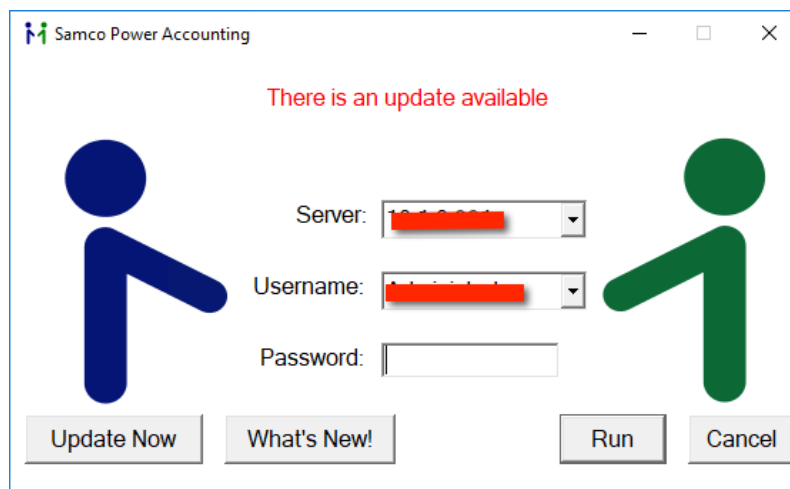 Samco Power Accounting
There is an update available
Server:
Username:
Password:
Update Now
What's New!
Run
Cancel